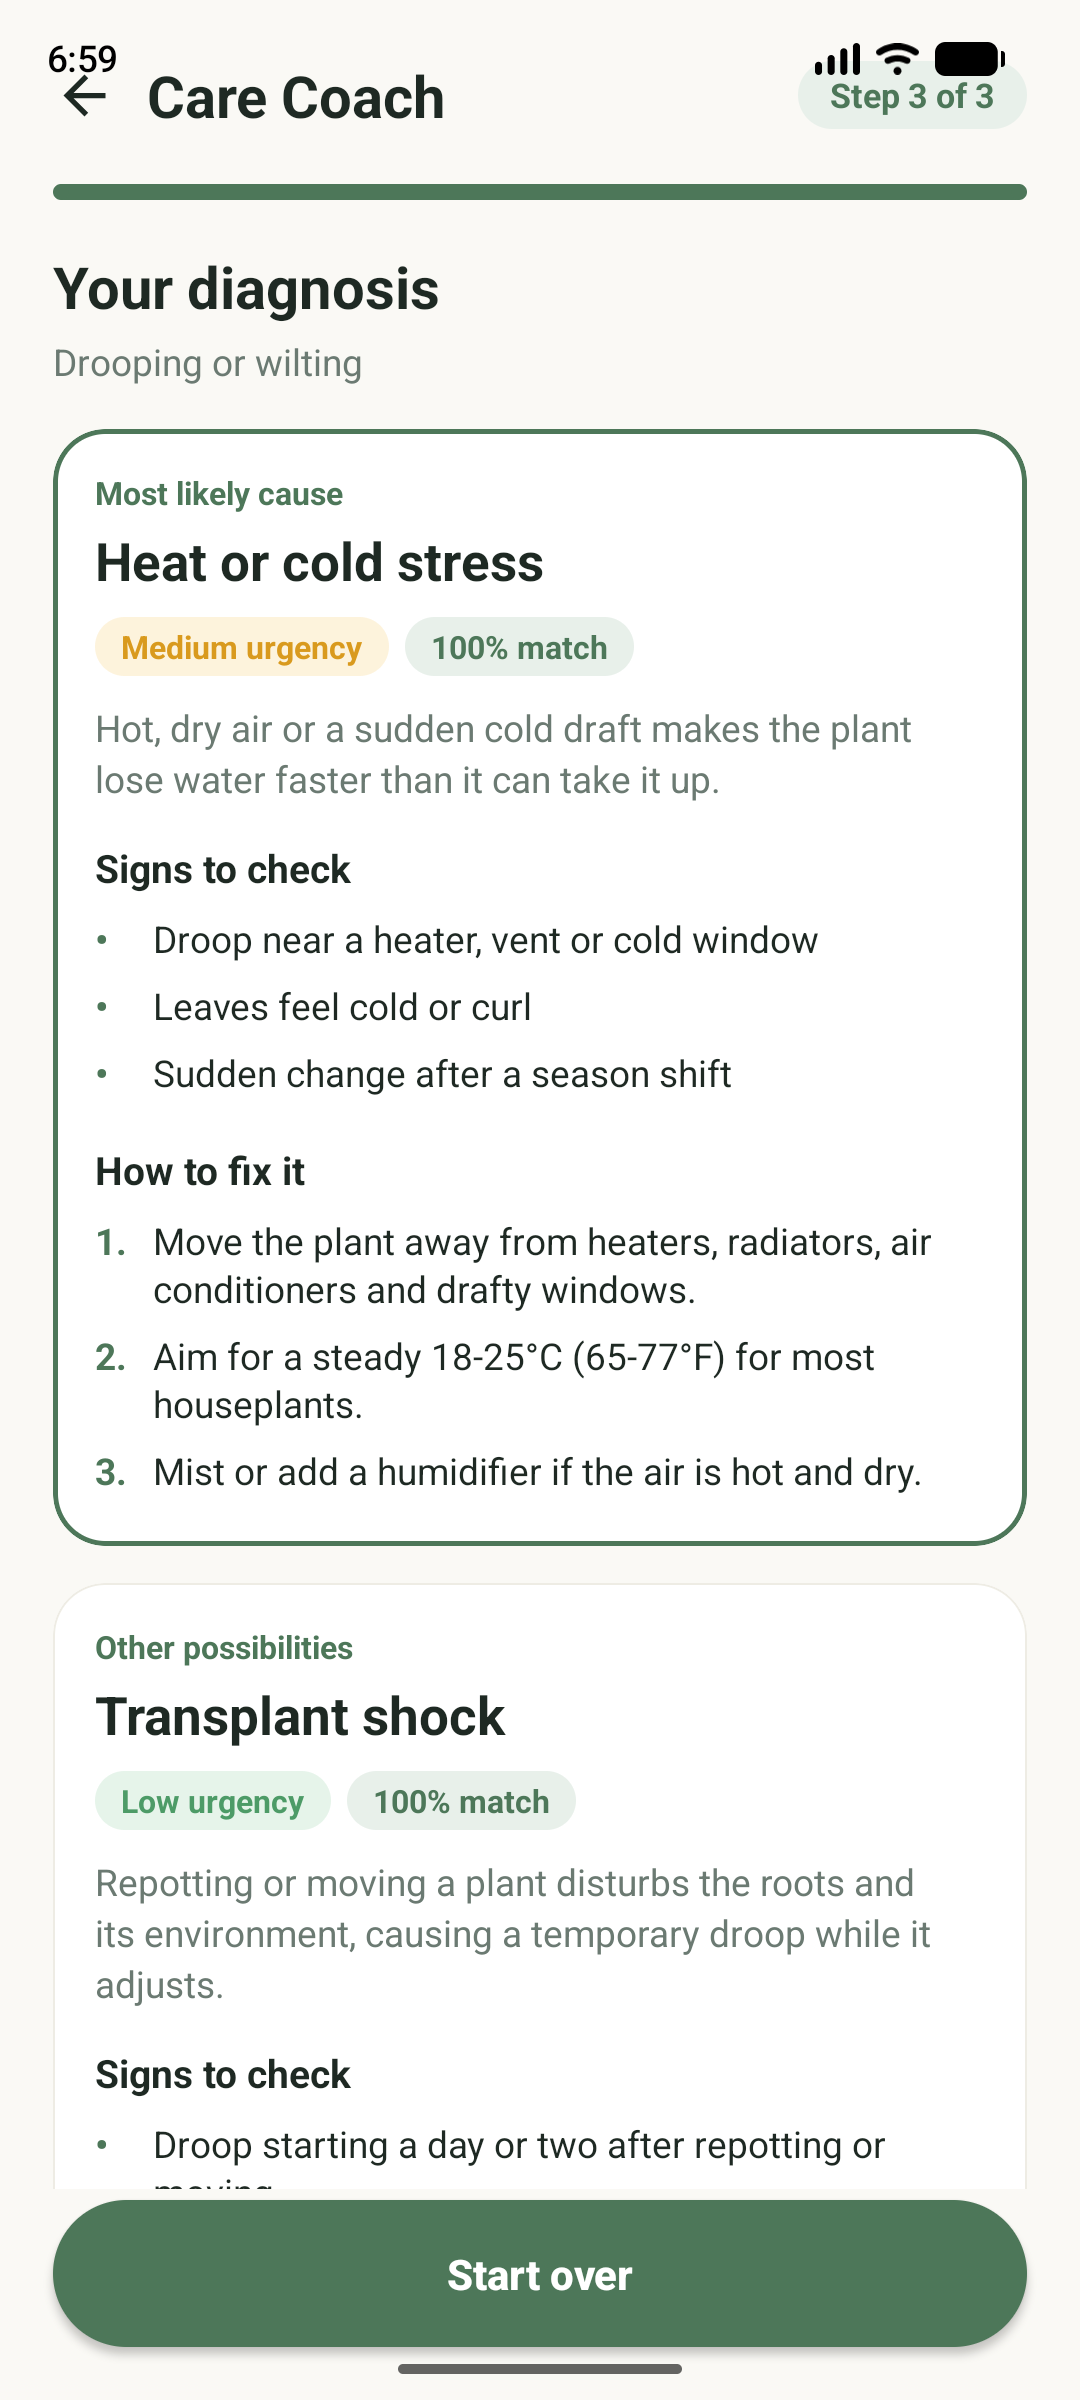 6:59
Care Coach
Step 3 of 3
Your diagnosis
Drooping or wilting
Most likely cause
Heat or cold stress
Medium urgency
100% match
Hot, dry air or a sudden cold draft makes the plant
lose water faster than it can take it up.
Signs to check
• Droop near a heater, vent or cold window
• Leaves feel cold or curl
• Sudden change after a season shift
How to fix it
1. Move the plant away from heaters, radiators, air
conditioners and drafty windows.
2. Aim for a steady 18-25°C (65-77°F) for most
houseplants.
3. Mist or add a humidifier if the air is hot and dry.
Other possibilities
Transplant shock
Low urgency
100% match
Repotting or moving a plant disturbs the roots and
its environment, causing a temporary droop while it
adjusts.
Signs to check
• Droop starting a day or two after repotting or
moving
Start over